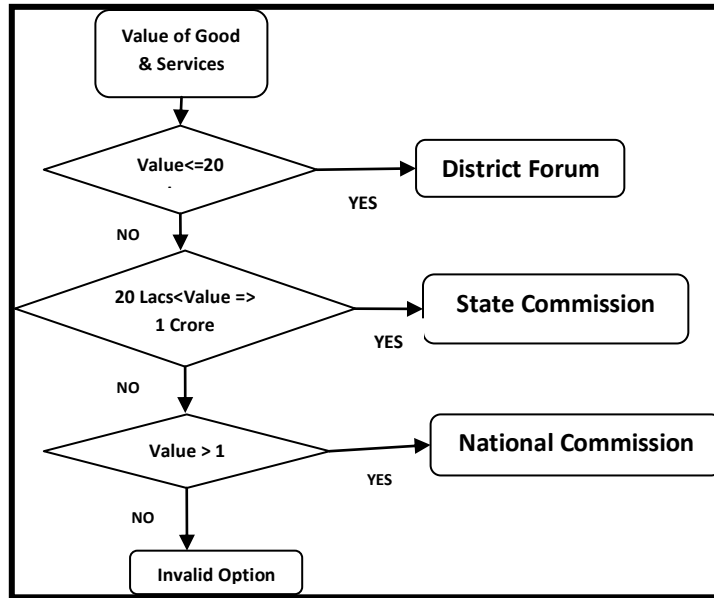 Value of Good
& Services
Value<=20
District Forum
YES
NO
20 Lacs<Value =>
1 Crore
State Commission
YES
NO
Value > 1
National Commission
YES
NO
Invalid Option